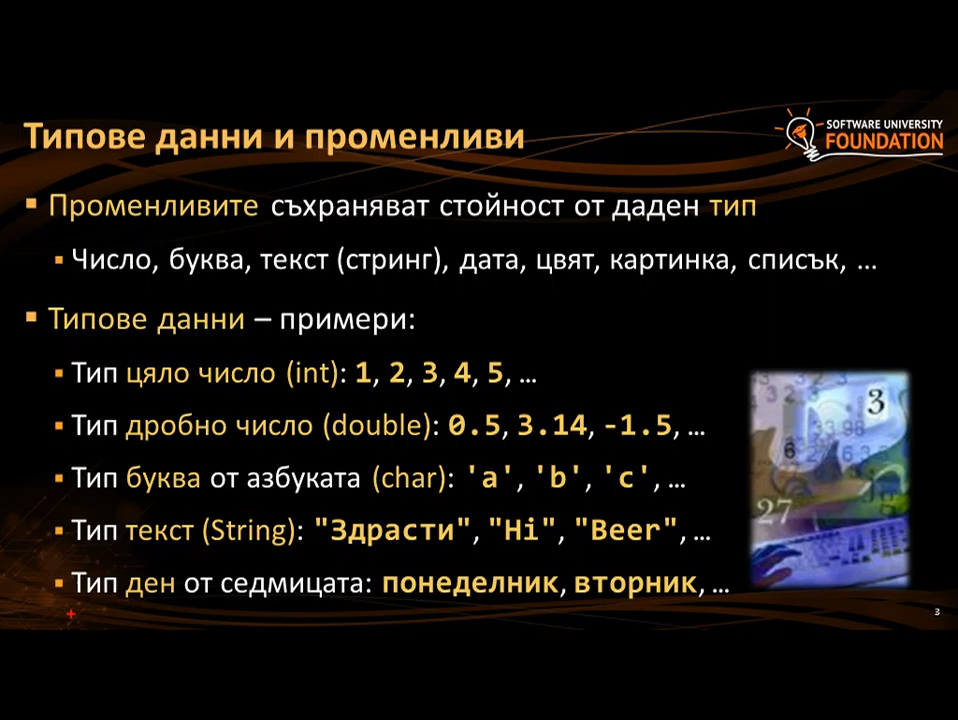 Типове данни и променливи
SOFTWARE UNIVERSITY
FOUNDATION
▪ Променливите съхраняват стойност от даден тип
▪ Число, буква, текст (стринг), дата, цвят, картинка, списък, …
▪ Типове данни – примери:
▪ Тип цяло число (int): 1, 2, 3, 4, 5, …
▪ Тип дробно число (double): 0.5, 3.14, -1.5, …
▪ Тип буква от азбуката (char): 'a', 'b', 'c', …
▪ Тип текст (String): "Здрасти", "Hi", "Beer", …
▪ Тип ден от седмицата: понеделник, вторник, …
3
27
3